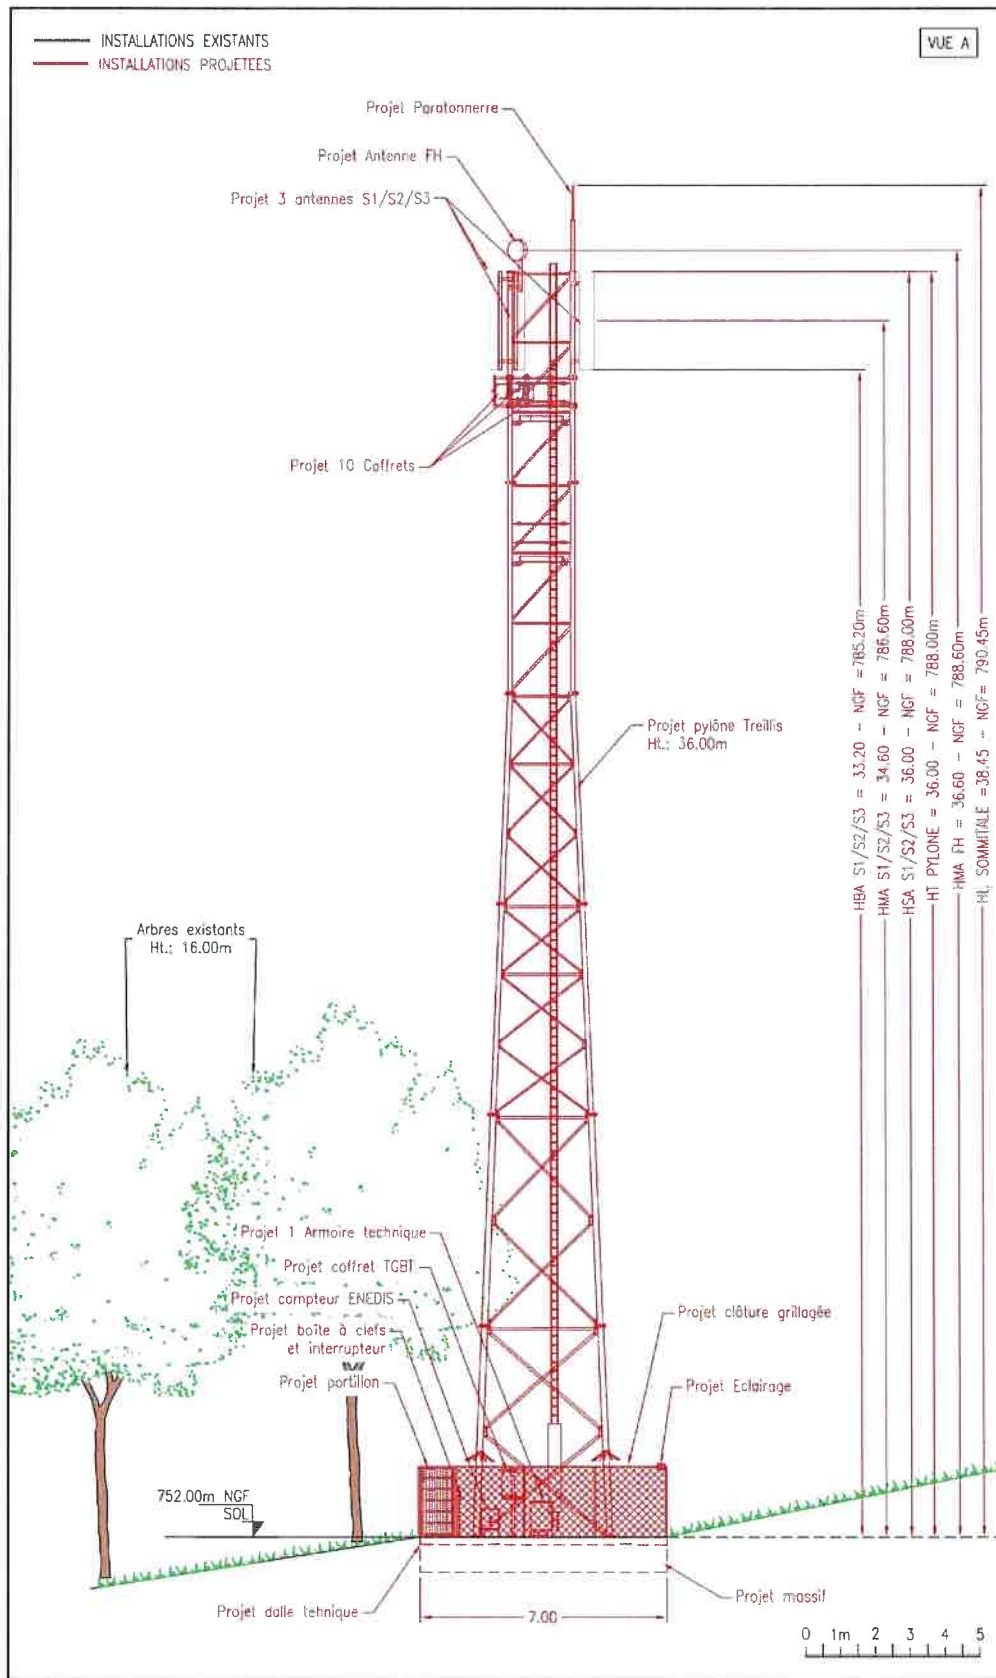 INSTALLATIONS EXISTANTS
INSTALLATIONS PROJETEES
VUE A
Projet Paratonnerre
Projet Antenne FH
Projet 3 antennes S1/S2/S3
Projet 10 Coffrets
Projet pylône Treillis
Ht.: 36.00m
HBA S1/S2/S3 = 33.20 - NGF =785.20m
HMA S1/S2/S3 = 34.60 - NGF = 786.60m
HSA S1/S2/S3 = 36.00 - NGF = 788.00m
HT PYLONE = 36.00 - NGF = 788.00m
HMA FH = 36.60 - NGF = 788.60m
Ht. SOMMITALE =38.45 - NGF= 790.45m
Arbres existants
Ht.: 16.00m
Projet 1 Armoire technique
Projet coffret TGBT
Projet compteur ENEDIS
Projet boîte à clefs
et interrupteur
Projet portillon
Projet clôture grillagée
Projet Eclairage
752.00m NGF
SOL
Projet dalle tehnique
7.00
Projet massif
0 1m 2 3 4 5